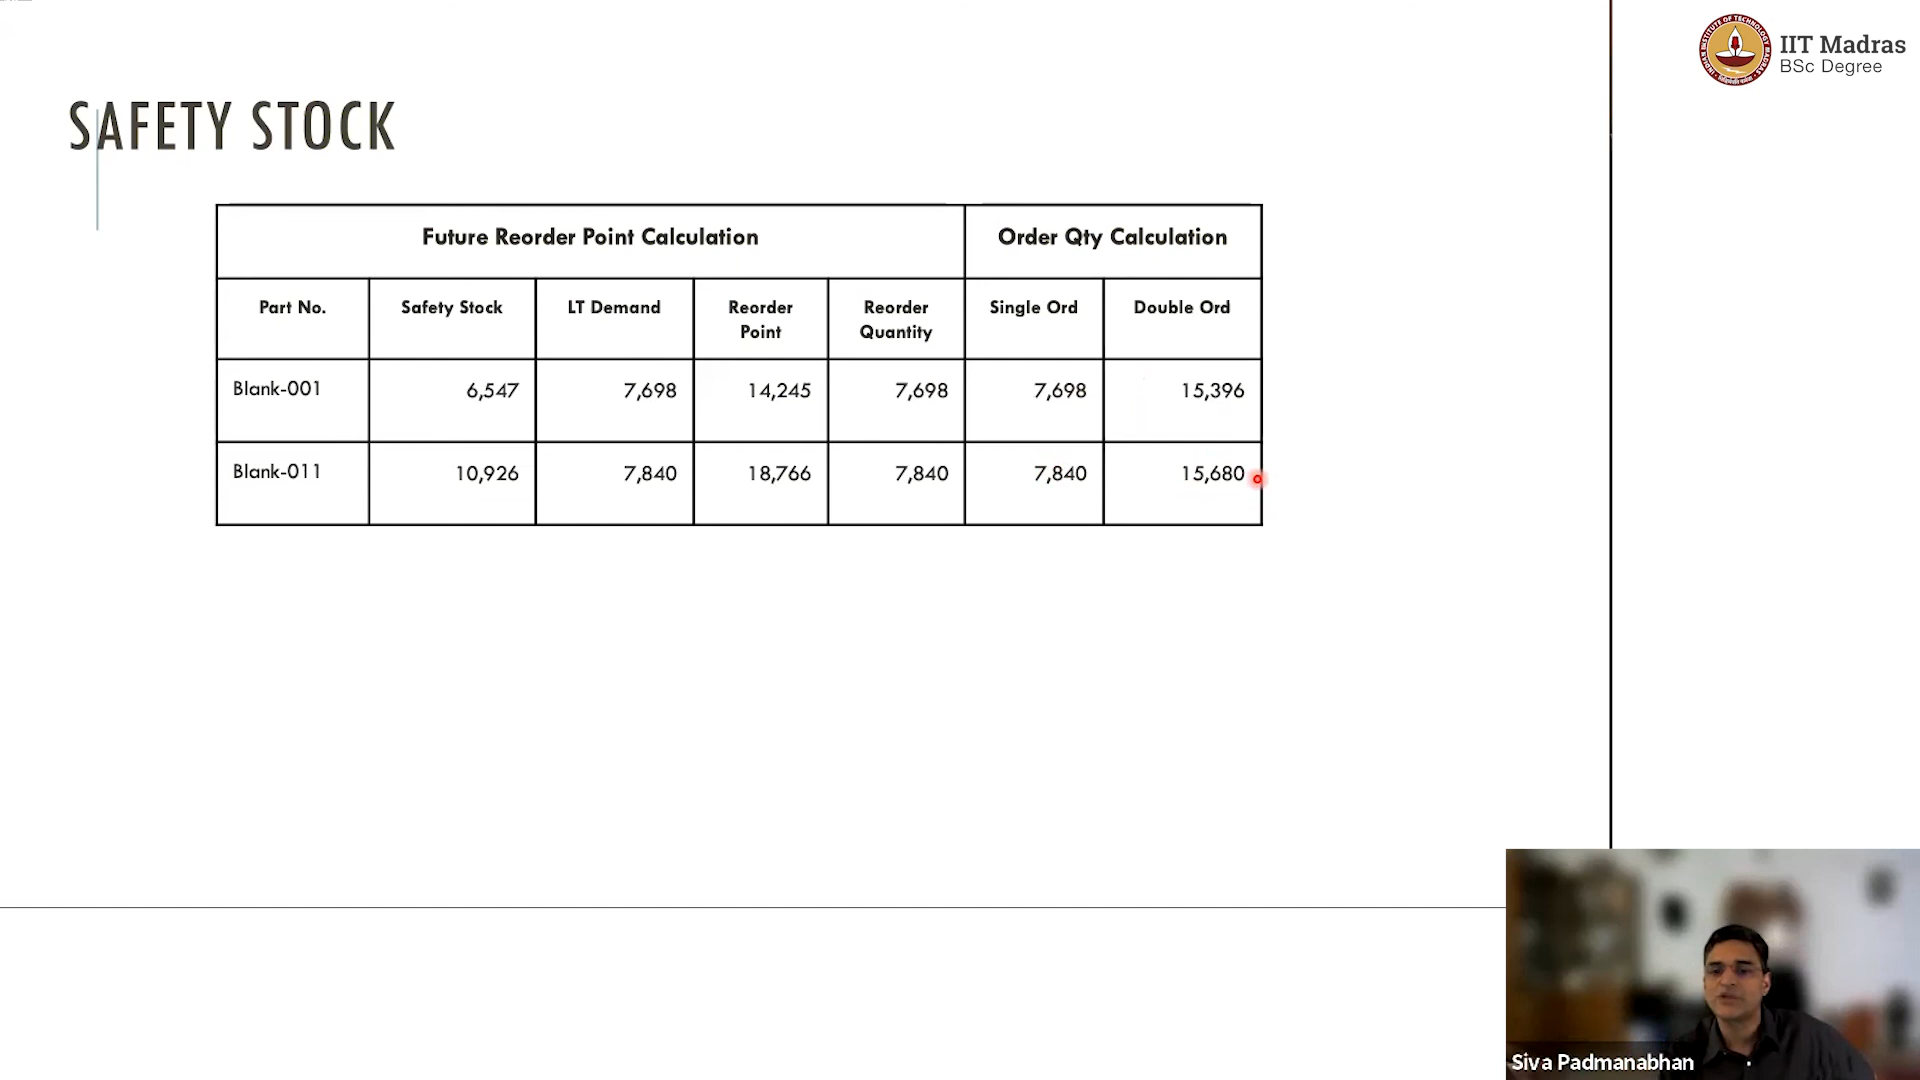 IIT Madras
BSc Degree
SAFETY STOCK
Future Reorder Point Calculation
Order Qty Calculation
Part No.
Safety Stock
LT Demand
Reorder
Point
Reorder
Quantity
Single Ord
Double Ord
Blank-001
6,547
7,698
14,245
7,698
7,698
15,396
Blank-011
10,926
7,840
18,766
7,840
7,840
15,680
Siva Padmanabhan